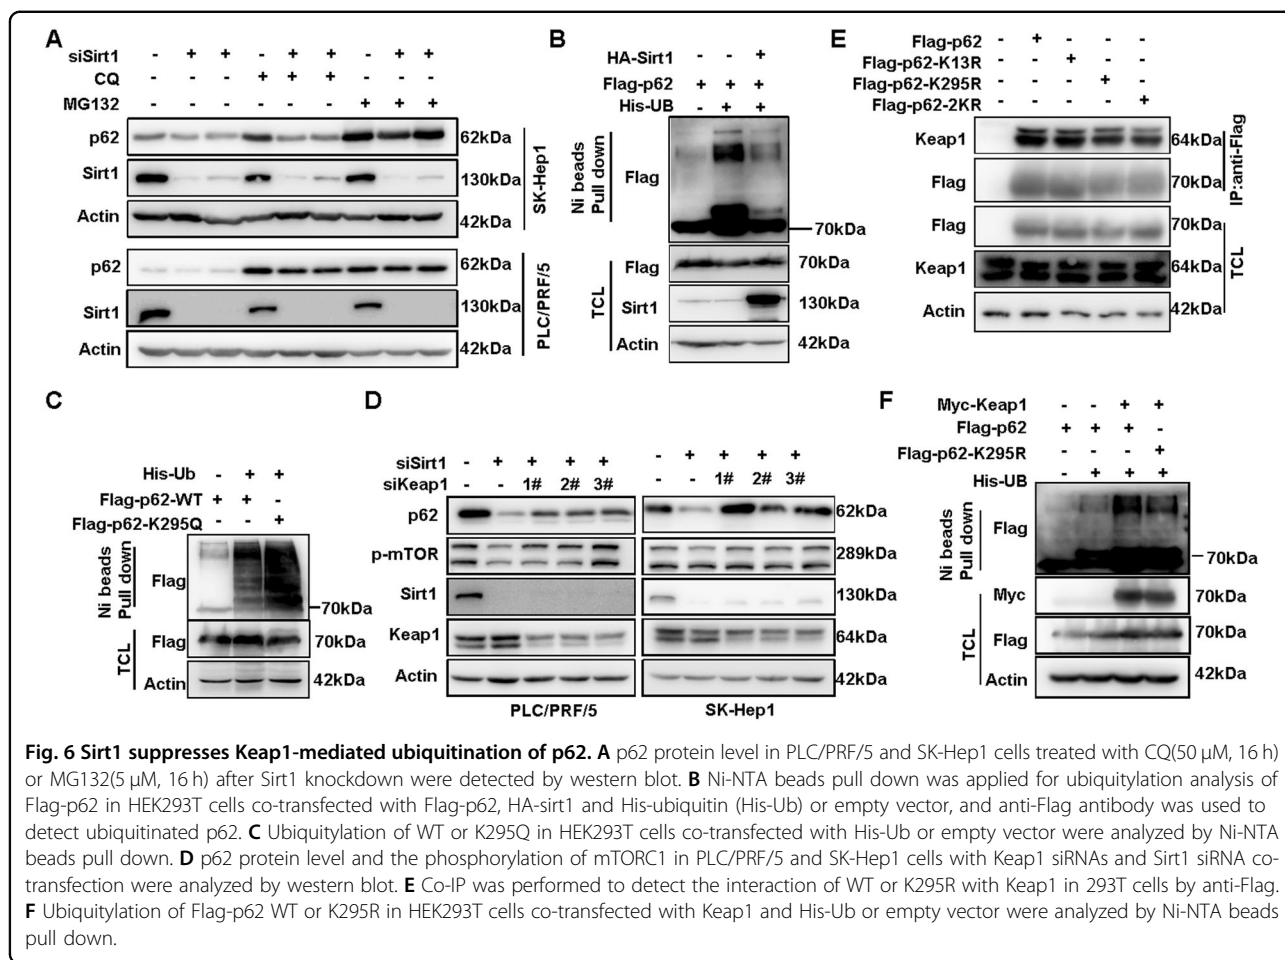 A
siSirt1 - + + - + + - + +
CQ - - - + + + - - -
MG132 - - - - - - + + +
p62 62kDa
Sirt1 130kDa
Actin 42kDa
SK-Hep1
p62 62kDa
Sirt1 130kDa
Actin 42kDa
PLC/PRF/5
B
HA-Sirt1 - - +
Flag-p62 + + +
His-UB - + +
Ni beads
Pull down
Flag
70kDa
TCL
Flag 70kDa
Sirt1 130kDa
Actin 42kDa
E
Flag-p62 - + - - -
Flag-p62-K13R - - + - -
Flag-p62-K295R - - - + -
Flag-p62-2KR - - - - +
Keap1 64kDa
Flag 70kDa
IP:anti-Flag
Flag 70kDa
Keap1 64kDa
Actin 42kDa
TCL
C
His-Ub - + +
Flag-p62-WT + + -
Flag-p62-K295Q - - +
Ni beads
Pull down
Flag
70kDa
TCL
Flag 70kDa
Actin 42kDa
D
siSirt1 - + + + + - + + + +
siKeap1 - - 1# 2# 3# - - 1# 2# 3#
p62 62kDa
p-mTOR 289kDa
Sirt1 130kDa
Keap1 64kDa
Actin 42kDa
PLC/PRF/5 SK-Hep1
F
Myc-Keap1 - - + +
Flag-p62 + + + -
Flag-p62-K295R - - - +
His-UB - + + +
Ni beads
Pull down
Flag
70kDa
TCL
Myc 70kDa
Flag 70kDa
Actin 42kDa
Fig. 6 Sirt1 suppresses Keap1-mediated ubiquitination of p62. A p62 protein level in PLC/PRF/5 and SK-Hep1 cells treated with CQ(50 µM, 16 h)
or MG132(5 µM, 16 h) after Sirt1 knockdown were detected by western blot. B Ni-NTA beads pull down was applied for ubiquitylation analysis of
Flag-p62 in HEK293T cells co-transfected with Flag-p62, HA-sirt1 and His-ubiquitin (His-Ub) or empty vector, and anti-Flag antibody was used to
detect ubiquitinated p62. C Ubiquitylation of WT or K295Q in HEK293T cells co-transfected with His-Ub or empty vector were analyzed by Ni-NTA
beads pull down. D p62 protein level and the phosphorylation of mTORC1 in PLC/PRF/5 and SK-Hep1 cells with Keap1 siRNAs and Sirt1 siRNA co-
transfection were analyzed by western blot. E Co-IP was performed to detect the interaction of WT or K295R with Keap1 in 293T cells by anti-Flag.
F Ubiquitylation of Flag-p62 WT or K295R in HEK293T cells co-transfected with Keap1 and His-Ub or empty vector were analyzed by Ni-NTA beads
pull down.